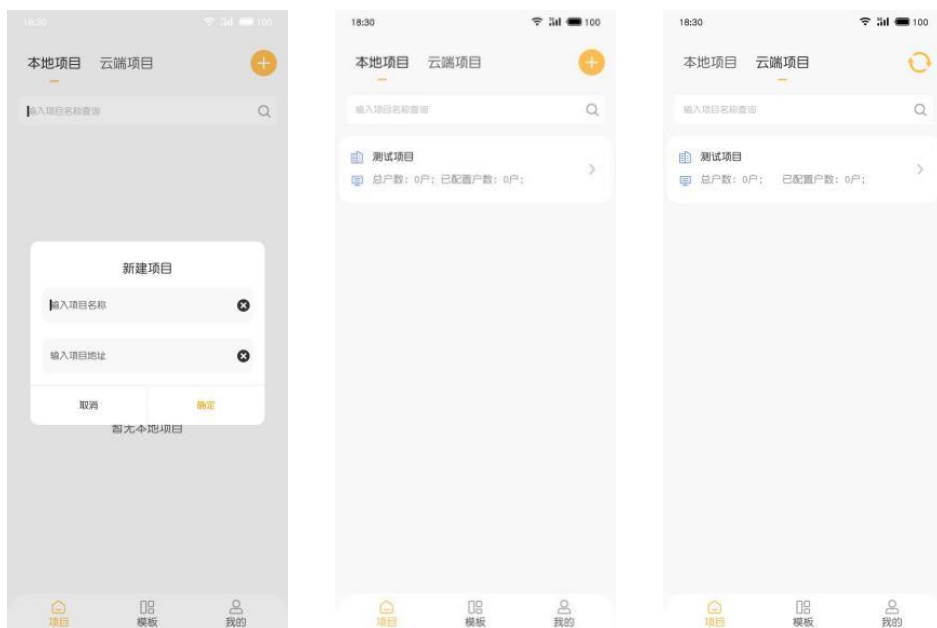 18:30 100
本地项目 云端项目
输入项目名称查询
新建项目
输入项目名称
输入项目地址
取消 确定
暂无本地项目
项目 模板 我的
18:30 100
本地项目 云端项目
输入项目名称查询
测试项目
总户数: 0户; 已配置户数: 0户;
项目 模板 我的
18:30 100
本地项目 云端项目
输入项目名称查询
测试项目
总户数: 0户; 已配置户数: 0户;
项目 模板 我的